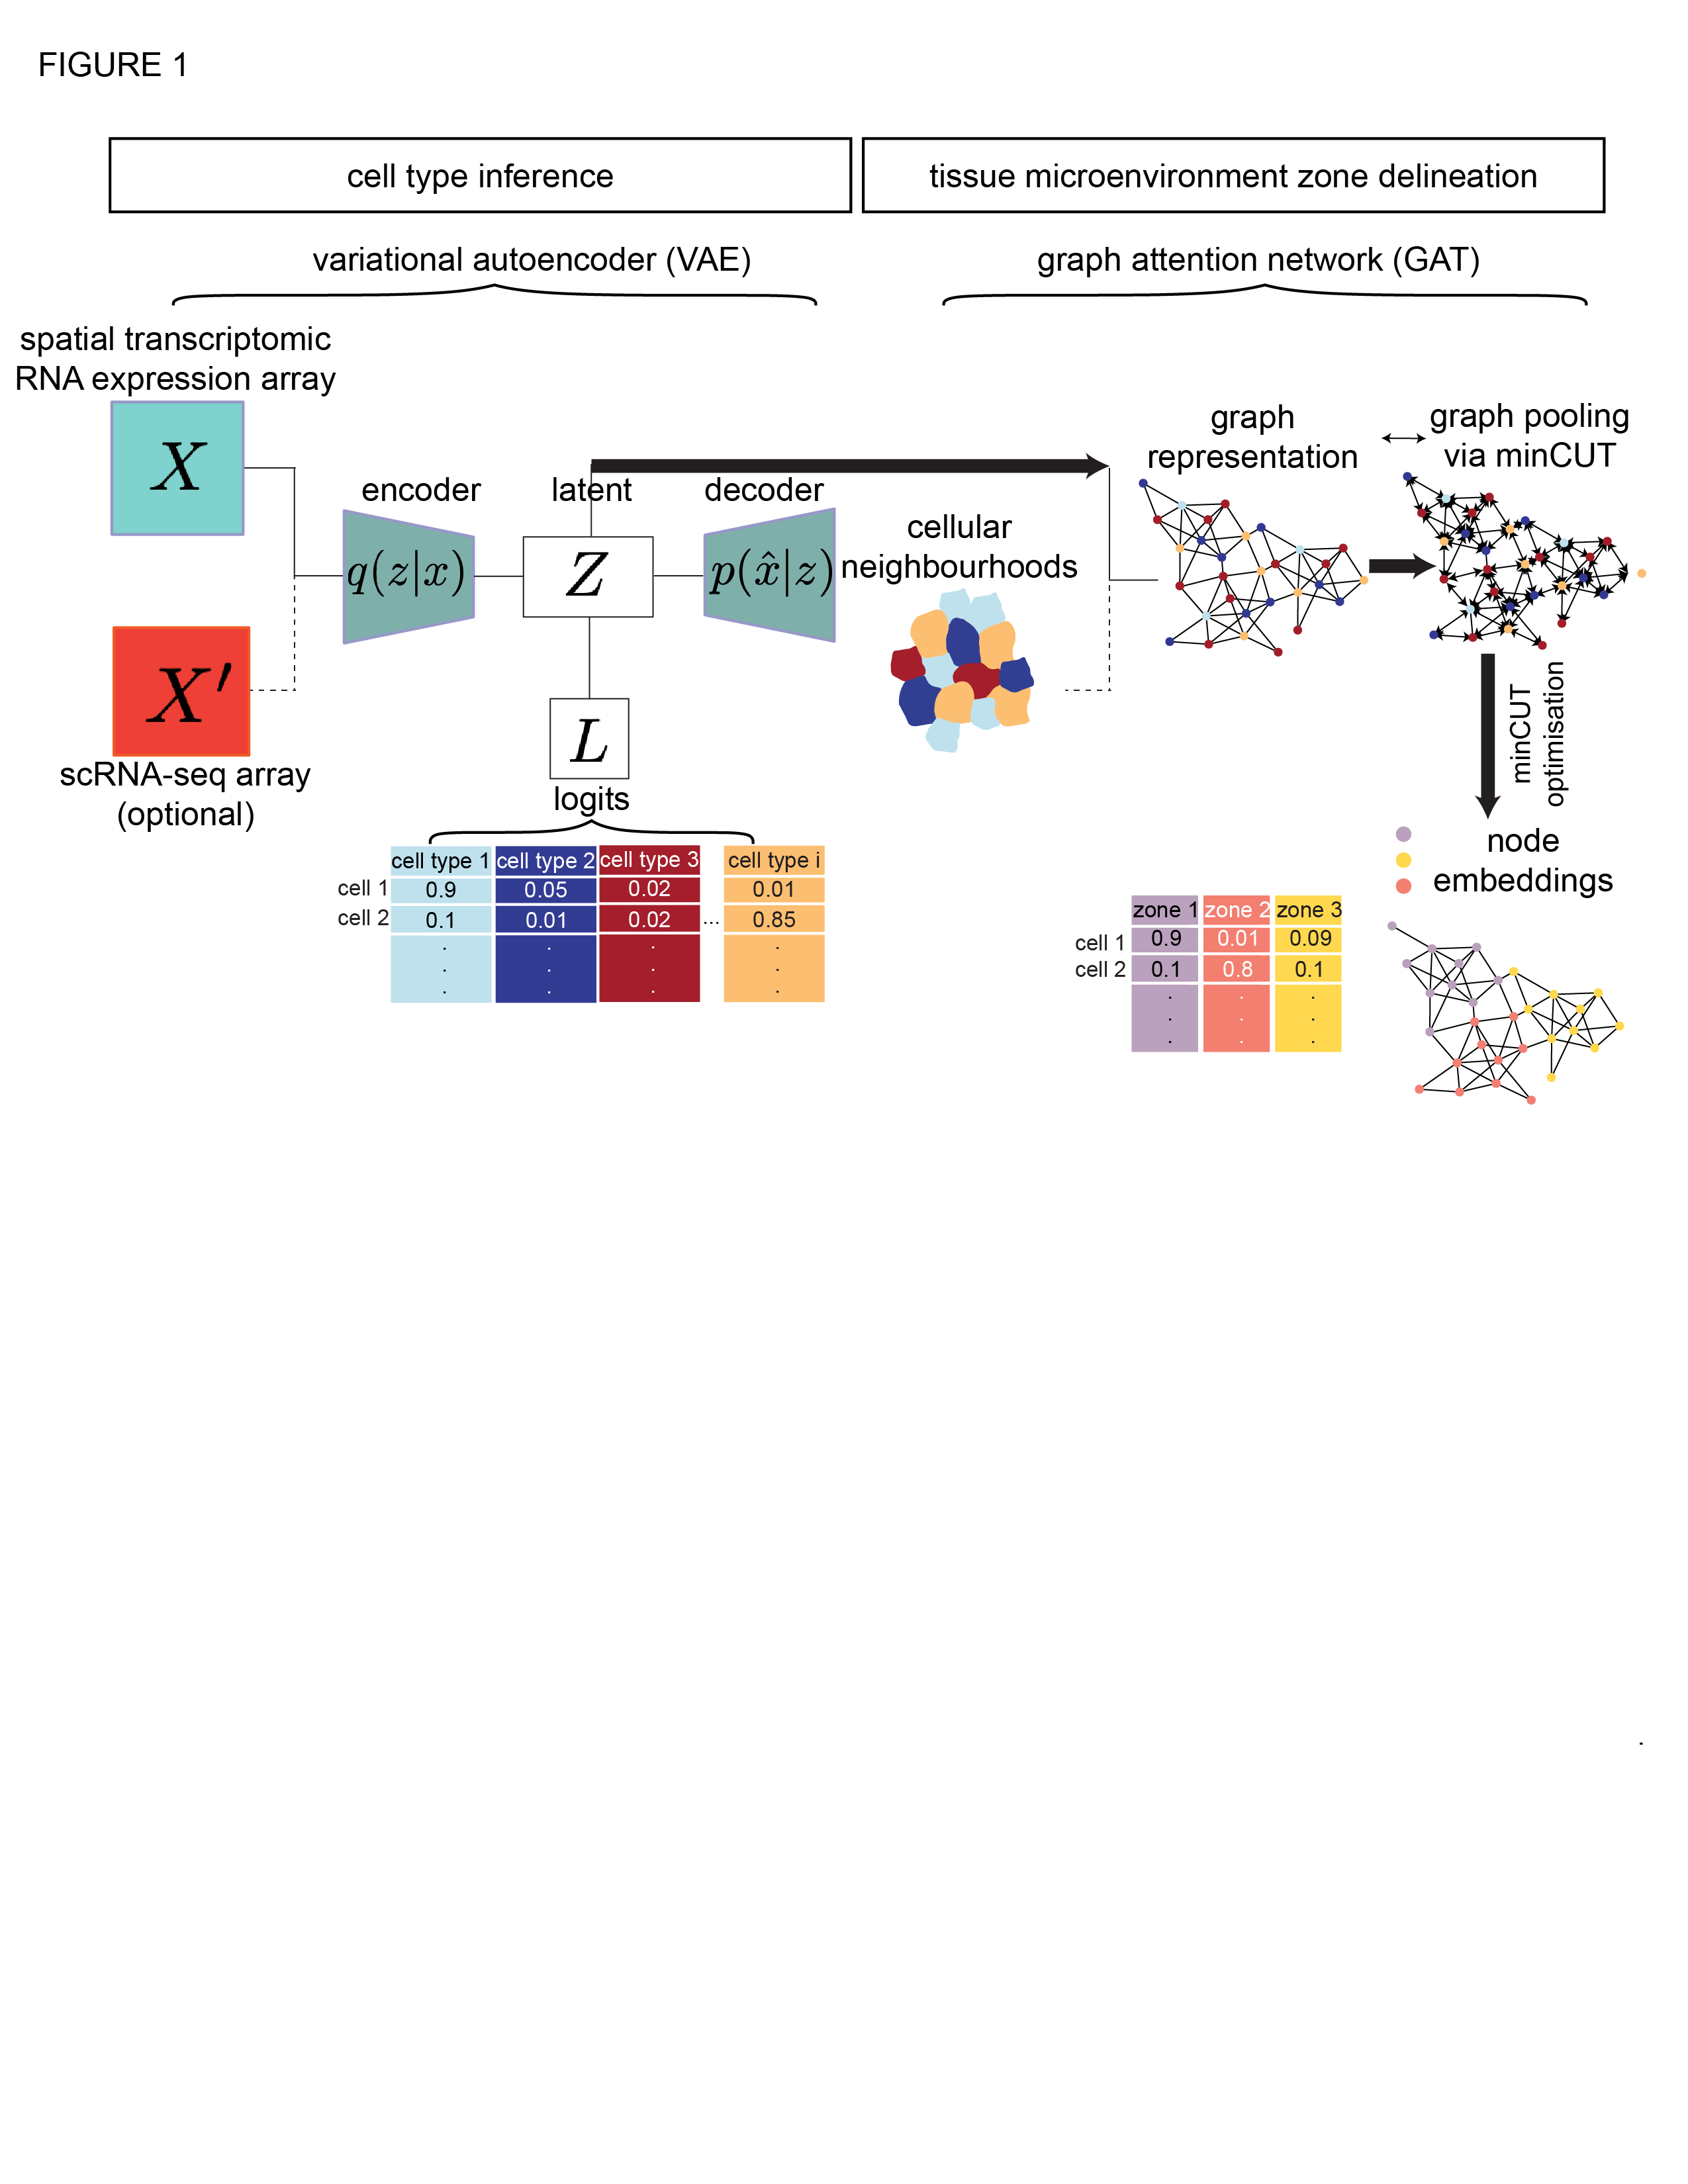 FIGURE 1
cell type inference
tissue microenvironment zone delineation
variational autoencoder (VAE)
graph attention network (GAT)
spatial transcriptomic
RNA expression array
X
X′
scRNA-seq array
(optional)
encoder
q(z|x)
latent
Z
decoder
p(x̂|z)
L
logits
cell type 1 cell type 2 cell type 3 cell type i
cell 1 0.9 0.05 0.02 0.01
cell 2 0.1 0.01 0.02 ... 0.85
. . . .
. . . .
. . . .
cellular
neighbourhoods
graph
representation
graph pooling
via minCUT
minCUT
optimisation
node
embeddings
zone 1 zone 2 zone 3
cell 1 0.9 0.01 0.09
cell 2 0.1 0.8 0.1
. . .
. . .
. . .
.